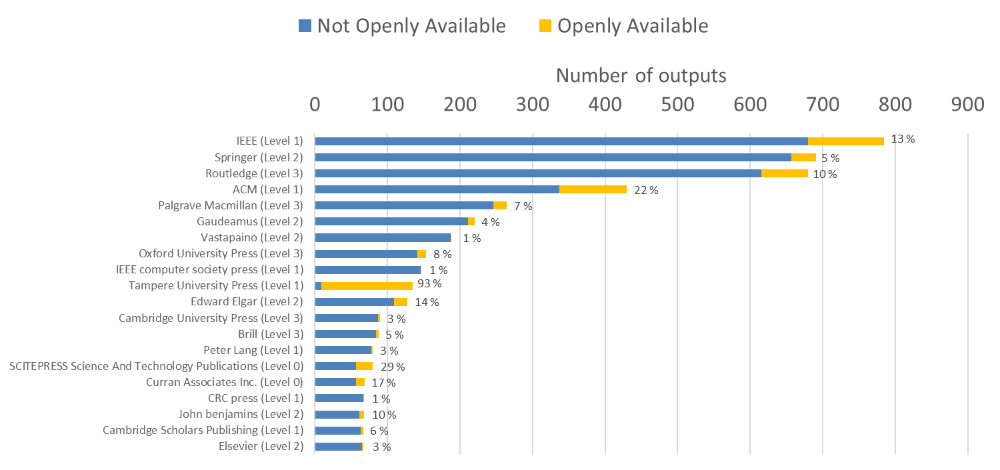 Not Openly Available Openly Available
Number of outputs
0 100 200 300 400 500 600 700 800 900
IEEE (Level 1) 13 %
Springer (Level 2) 5 %
Routledge (Level 3) 10 %
ACM (Level 1) 22 %
Palgrave Macmillan (Level 3) 7 %
Gaudeamus (Level 2) 4 %
Vastapaino (Level 2) 1 %
Oxford University Press (Level 3) 8 %
IEEE computer society press (Level 1) 1 %
Tampere University Press (Level 1) 93 %
Edward Elgar (Level 2) 14 %
Cambridge University Press (Level 3) 3 %
Brill (Level 3) 5 %
Peter Lang (Level 1) 3 %
SCITEPRESS Science And Technology Publications (Level 0) 29 %
Curran Associates Inc. (Level 0) 17 %
CRC press (Level 1) 1 %
John benjamins (Level 2) 10 %
Cambridge Scholars Publishing (Level 1) 6 %
Elsevier (Level 2) 3 %